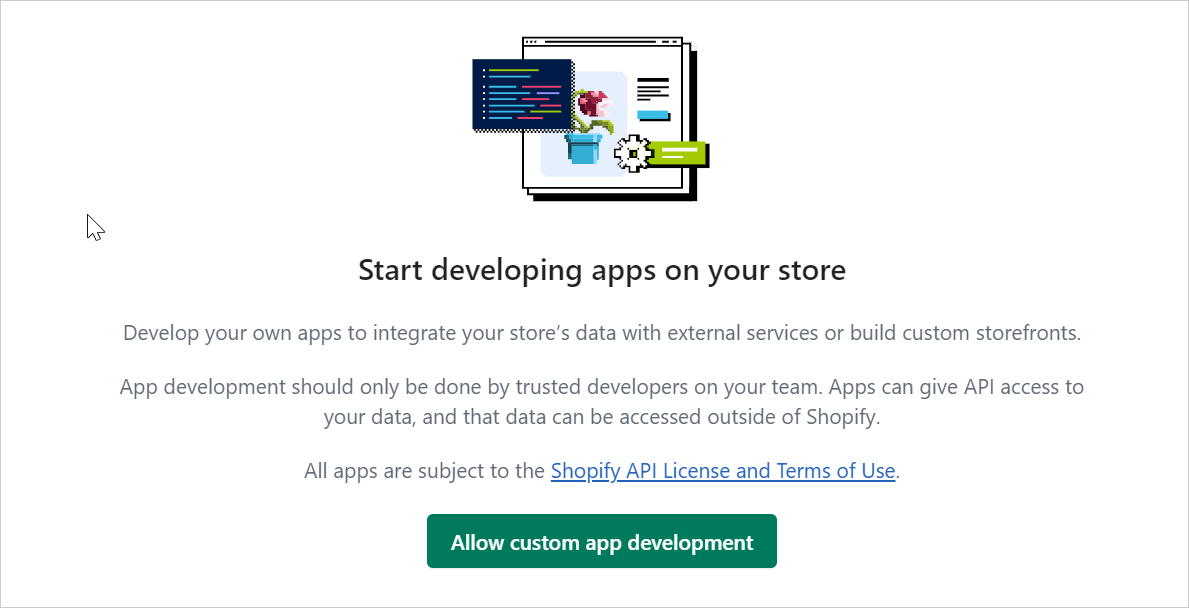 Start developing apps on your store
Develop your own apps to integrate your store’s data with external services or build custom storefronts.
App development should only be done by trusted developers on your team. Apps can give API access to
your data, and that data can be accessed outside of Shopify.
All apps are subject to the Shopify API License and Terms of Use.
Allow custom app development